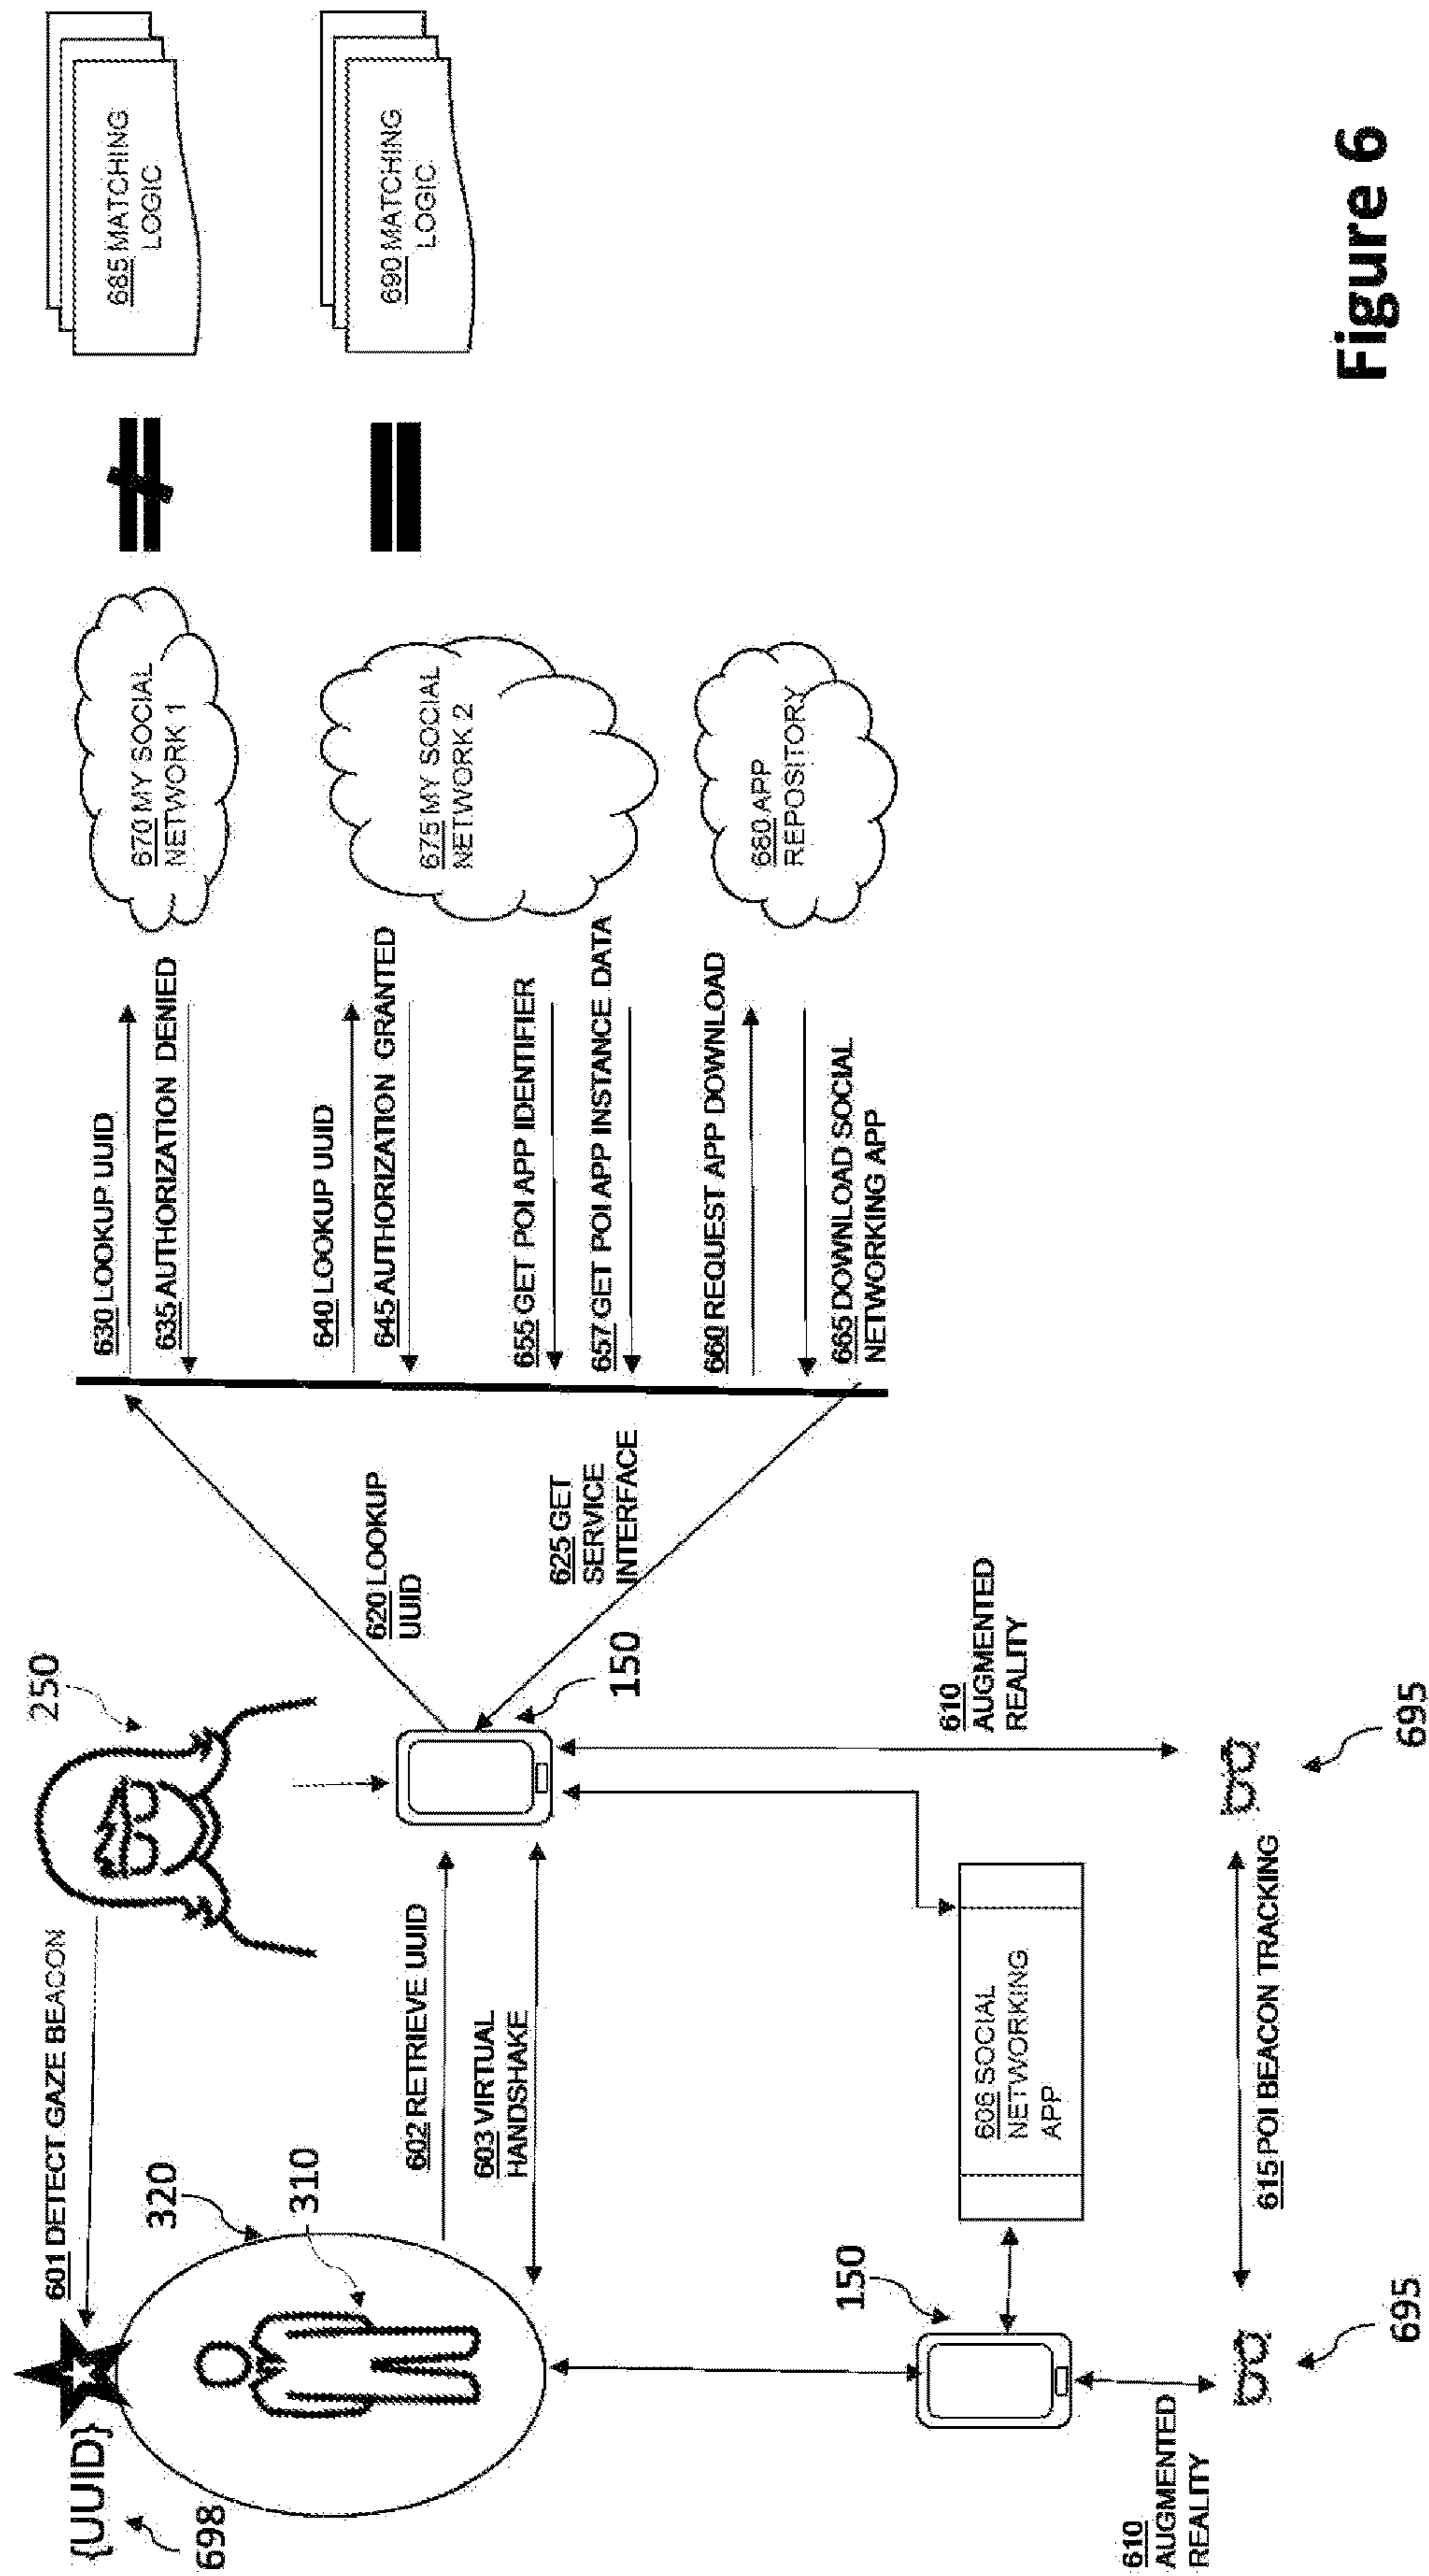 {UUID}
698
601 DETECT GAZE BEACON
250
320
310
602 RETRIEVE UUID
603 VIRTUAL
HANDSHAKE
150
620 LOOKUP
UUID
625 GET
SERVICE
INTERFACE
630 LOOKUP UUID
635 AUTHORIZATION DENIED
640 LOOKUP UUID
645 AUTHORIZATION GRANTED
655 GET POI APP IDENTIFIER
657 GET POI APP INSTANCE DATA
660 REQUEST APP DOWNLOAD
665 DOWNLOAD SOCIAL
NETWORKING APP
670 MY SOCIAL
NETWORK 1
675 MY SOCIAL
NETWORK 2
680 APP
REPOSITORY
685 MATCHING
LOGIC
690 MATCHING
LOGIC
150
606 SOCIAL
NETWORKING
APP
610
AUGMENTED
REALITY
610
AUGMENTED
REALITY
615 POI BEACON TRACKING
695
695
Figure 6